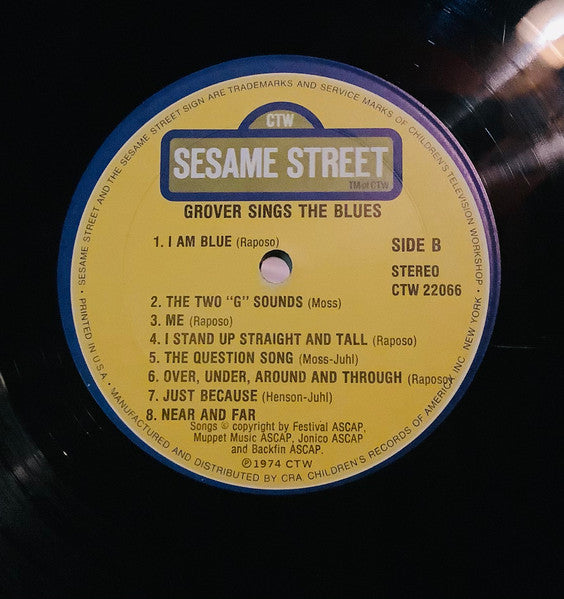 SESAME STREET AND THE SESAME STREET SIGN ARE TRADEMARKS AND SERVICE MARKS OF CHILDREN'S TELEVISION WORKSHOP •
CTW
SESAME STREET
TM of CTW
GROVER SINGS THE BLUES
1. I AM BLUE (Raposo)
SIDE B
STEREO
CTW 22066
2. THE TWO "G" SOUNDS (Moss)
3. ME (Raposo)
4. I STAND UP STRAIGHT AND TALL (Raposo)
5. THE QUESTION SONG (Moss-Juhl)
6. OVER, UNDER, AROUND AND THROUGH (Raposo)
7. JUST BECAUSE (Henson-Juhl)
8. NEAR AND FAR
Songs © copyright by Festival ASCAP,
Muppet Music ASCAP, Jonico ASCAP
and Backfin ASCAP.
℗1974 CTW
• PRINTED IN U.S.A. • MANUFACTURED AND DISTRIBUTED BY CRA CHILDREN'S RECORDS OF AMERICA INC. NEW YORK •